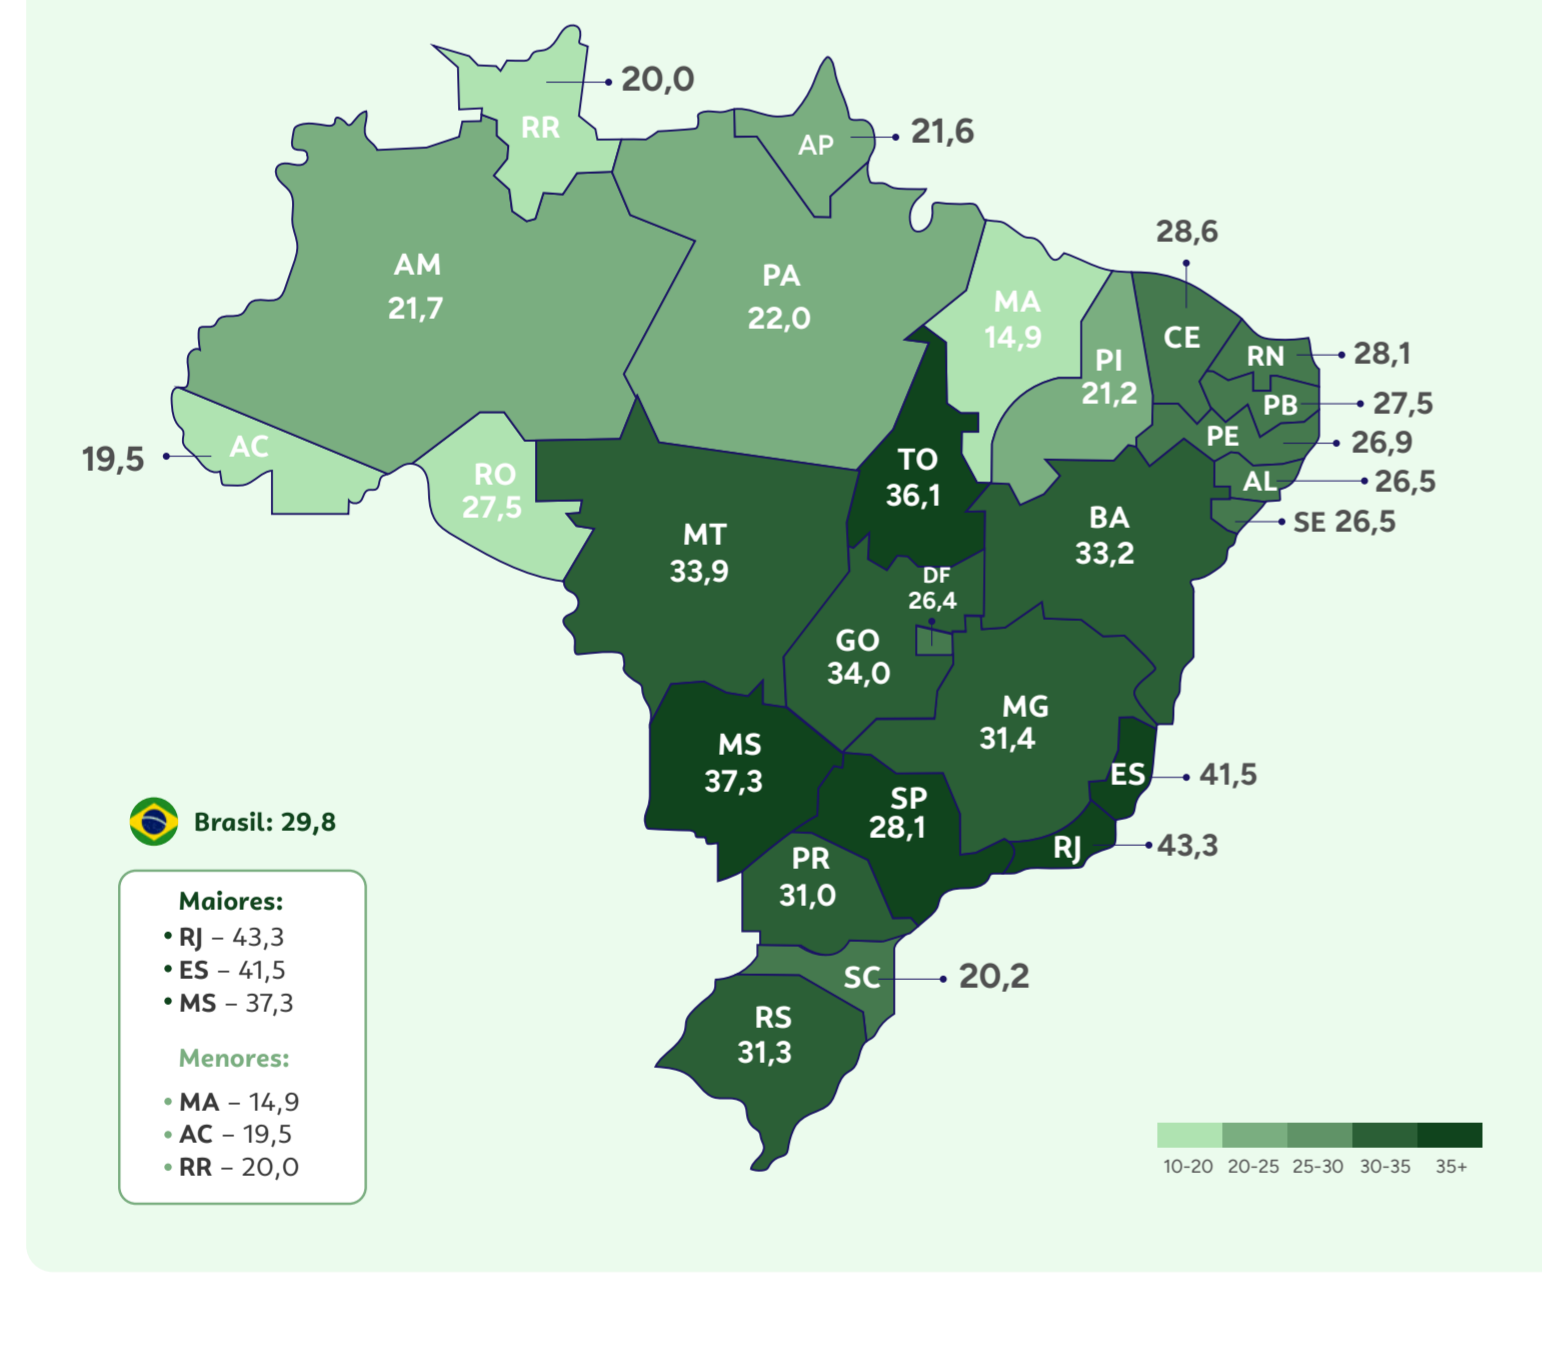 20,0
RR
AP
21,6
AM
21,7
PA
22,0
28,6
MA
14,9
CE
PI
21,2
RN
28,1
PB
27,5
PE
26,9
AL
26,5
SE 26,5
19,5
AC
RO
27,5
TO
36,1
MT
33,9
BA
33,2
DF
26,4
GO
34,0
MG
31,4
MS
37,3
ES
41,5
SP
28,1
RJ
43,3
PR
31,0
SC
20,2
RS
31,3
Brasil: 29,8
Maiores:
• RJ – 43,3
• ES – 41,5
• MS – 37,3
Menores:
• MA – 14,9
• AC – 19,5
• RR – 20,0
10-20 20-25 25-30 30-35 35+